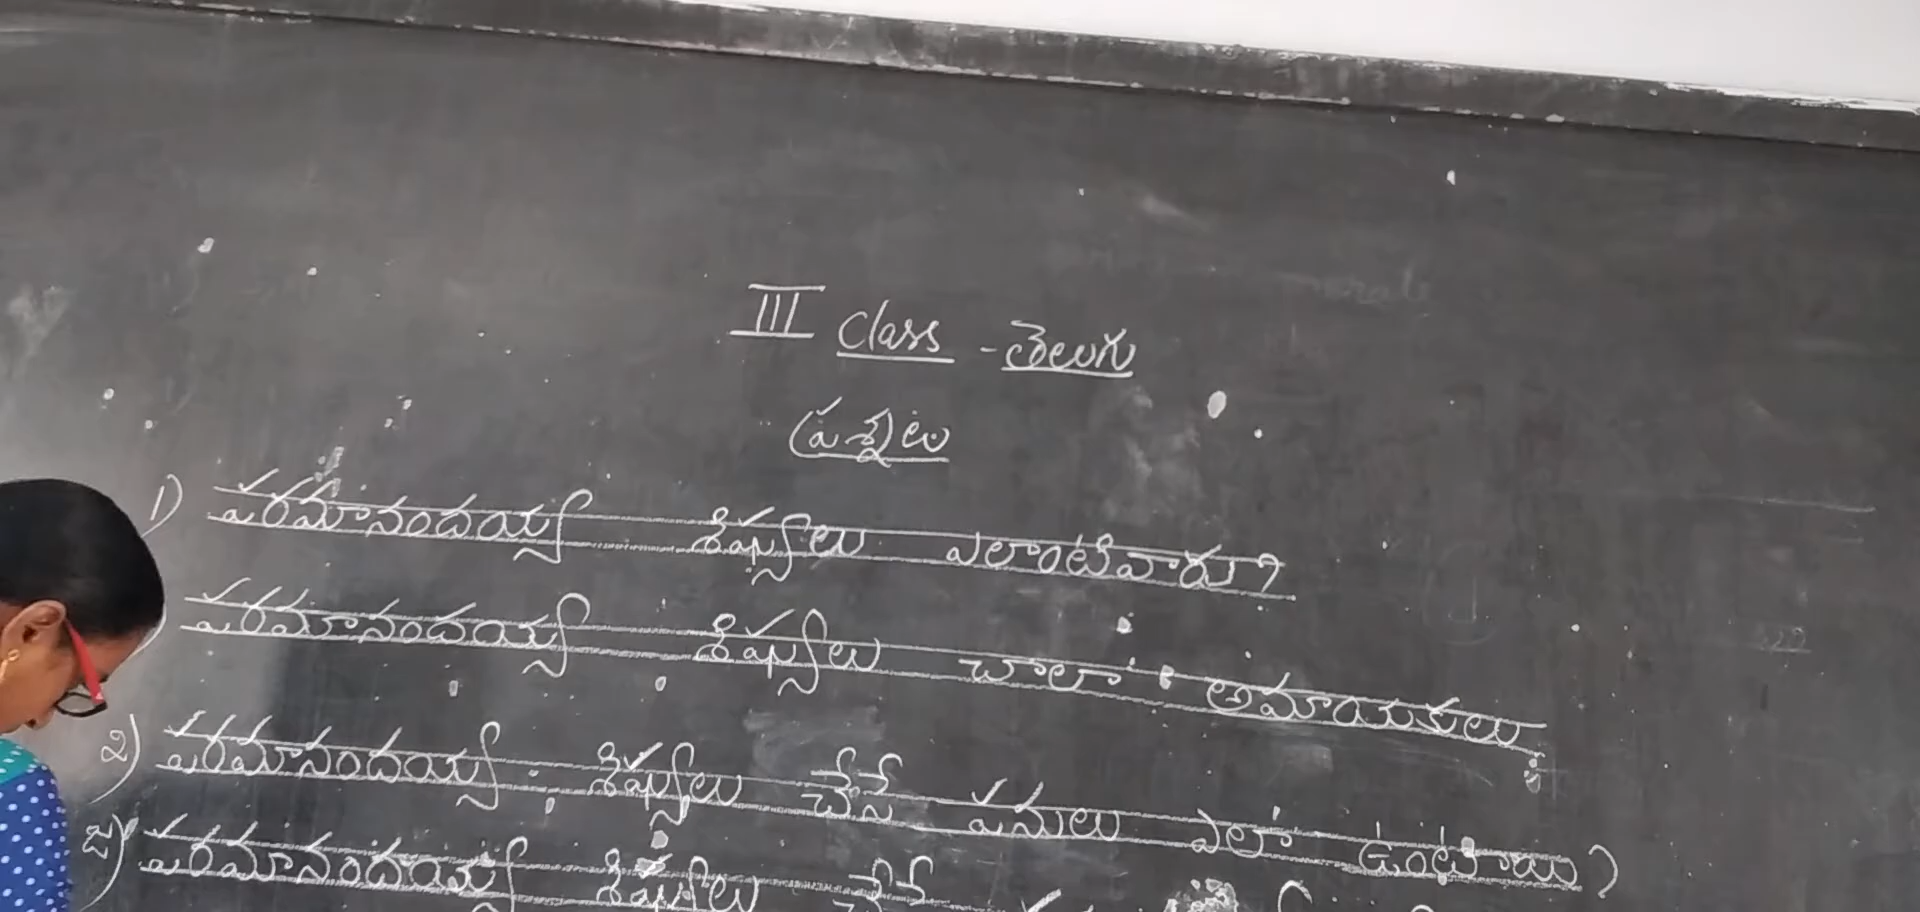 III Class - తెలుగు
ప్రశ్నలు
1) పరమానందయ్య శిష్యులు ఎలాంటివారు?
పరమానందయ్య శిష్యులు చాలా అమాయకులు
2) పరమానందయ్య శిష్యులు చేసే పనులు ఎలా ఉంటాయి?
జ) పరమానందయ్య శిష్యులు చేసే